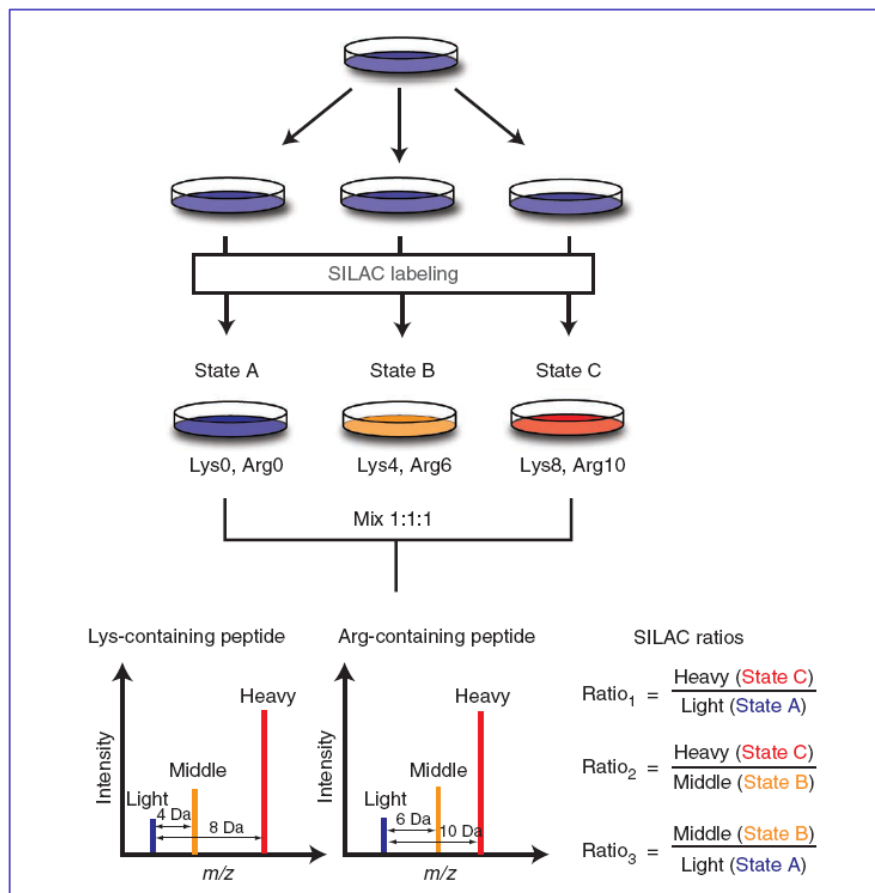 SILAC labeling
State A
State B
State C
Lys0, Arg0
Lys4, Arg6
Lys8, Arg10
Mix 1:1:1
Lys-containing peptide
Intensity
Light
Middle
Heavy
4 Da
8 Da
m/z
Arg-containing peptide
Intensity
Light
Middle
Heavy
6 Da
10 Da
m/z
SILAC ratios
Ratio1 = Heavy (State C)
Light (State A)
Ratio2 = Heavy (State C)
Middle (State B)
Ratio3 = Middle (State B)
Light (State A)